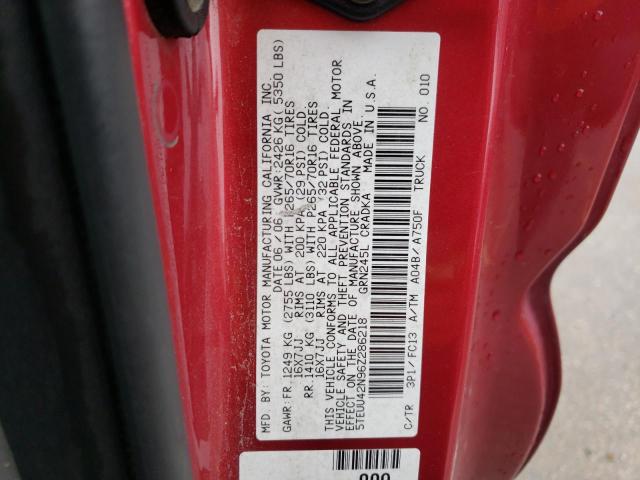 TOYOTA MOTOR MANUFACTURING CALIFORNIA INC.
DATE 06/06 GVWR:2426 KG( 5350 LBS)
GAWR:FR.1249 KG (2755 LBS) WITH P265/70R16 TIRES
16X7JJ RIMS AT 200 KPA (29 PSI) COLD.
RR.1410 KG (3110 LBS) WITH P265/70R16 TIRES
16X7JJ RIMS AT 220 KPA (32 PSI) COLD.
THIS VEHICLE CONFORMS TO ALL APPLICABLE FEDERAL MOTOR
VEHICLE SAFETY AND THEFT PREVENTION STANDARDS IN
EFFECT ON THE DATE OF MANUFACTURE SHOWN ABOVE.
5TEUU42N96Z286218 GRN245L CRADKA MADE IN U.S.A.
C/TR 3P1/FC13 A/TM A04B/A750F TRUCK NO. 010